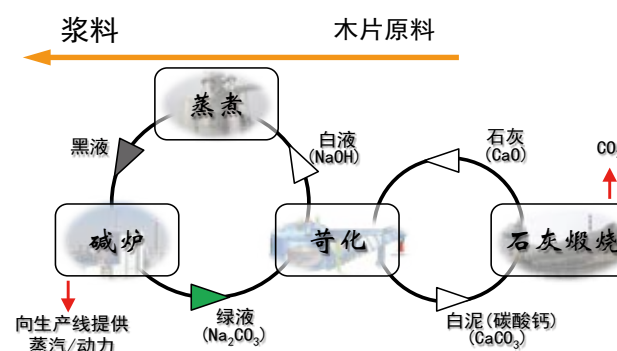 浆料
木片原料
蒸煮
黑液
白液
(NaOH)
石灰
(CaO)
CO₂
碱炉
苛化
石灰煅烧
绿液
(Na₂CO₃)
白泥(碳酸钙)
(CaCO₃)
向生产线提供
蒸汽/动力